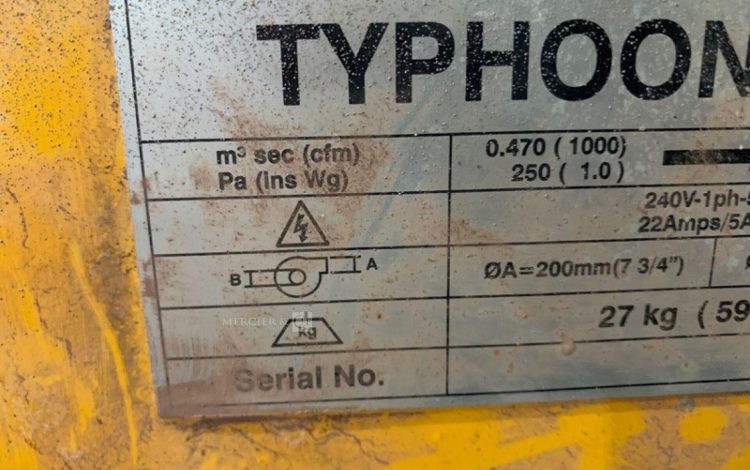 TYPHOON
m³ sec (cfm) 0.470 ( 1000)
Pa (Ins Wg) 250 ( 1.0 )
240V-1ph-
22Amps/5A
B A ØA=200mm(7 3/4")
MERCIER &
kg 27 kg ( 59
Serial No.